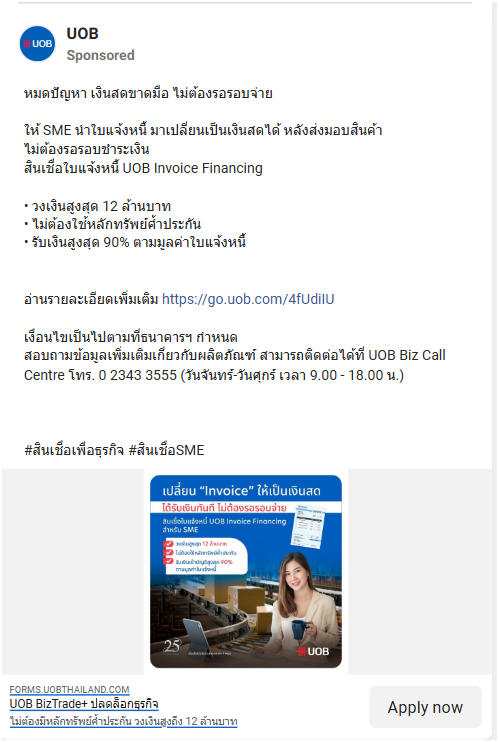 UOB
Sponsored
หมดปัญหา เงินสดขาดมือ ไม่ต้องรอรอบจ่าย
ให้ SME นำใบแจ้งหนี้ มาเปลี่ยนเป็นเงินสดได้ หลังส่งมอบสินค้า
ไม่ต้องรอรอบชำระเงิน
สินเชื่อใบแจ้งหนี้ UOB Invoice Financing
• วงเงินสูงสุด 12 ล้านบาท
• ไม่ต้องใช้หลักทรัพย์ค้ำประกัน
• รับเงินสูงสุด 90% ตามมูลค่าใบแจ้งหนี้
อ่านรายละเอียดเพิ่มเติม https://go.uob.com/4fUdiIU
เงื่อนไขเป็นไปตามที่ธนาคารฯ กำหนด
สอบถามข้อมูลเพิ่มเติมเกี่ยวกับผลิตภัณฑ์ สามารถติดต่อได้ที่ UOB Biz Call
Centre โทร. 0 2343 3555 (วันจันทร์-วันศุกร์ เวลา 9.00 - 18.00 น.)
#สินเชื่อเพื่อธุรกิจ #สินเชื่อSME
เปลี่ยน “Invoice” ให้เป็นเงินสด
ได้รับเงินทันที ไม่ต้องรอรอบจ่าย
สินเชื่อใบแจ้งหนี้ UOB Invoice Financing
สำหรับ SME
วงเงินสูงสุด 12 ล้านบาท
ไม่ต้องใช้หลักทรัพย์ค้ำประกัน
รับเงินเข้าบัญชีสูงสุด 90%
ตามมูลค่าใบแจ้งหนี้
25
UOB
FORMS.UOBTHAILAND.COM
UOB BizTrade+ ปลดล็อกธุรกิจ
ไม่ต้องมีหลักทรัพย์ค้ำประกัน วงเงินสูงถึง 12 ล้านบาท
Apply now